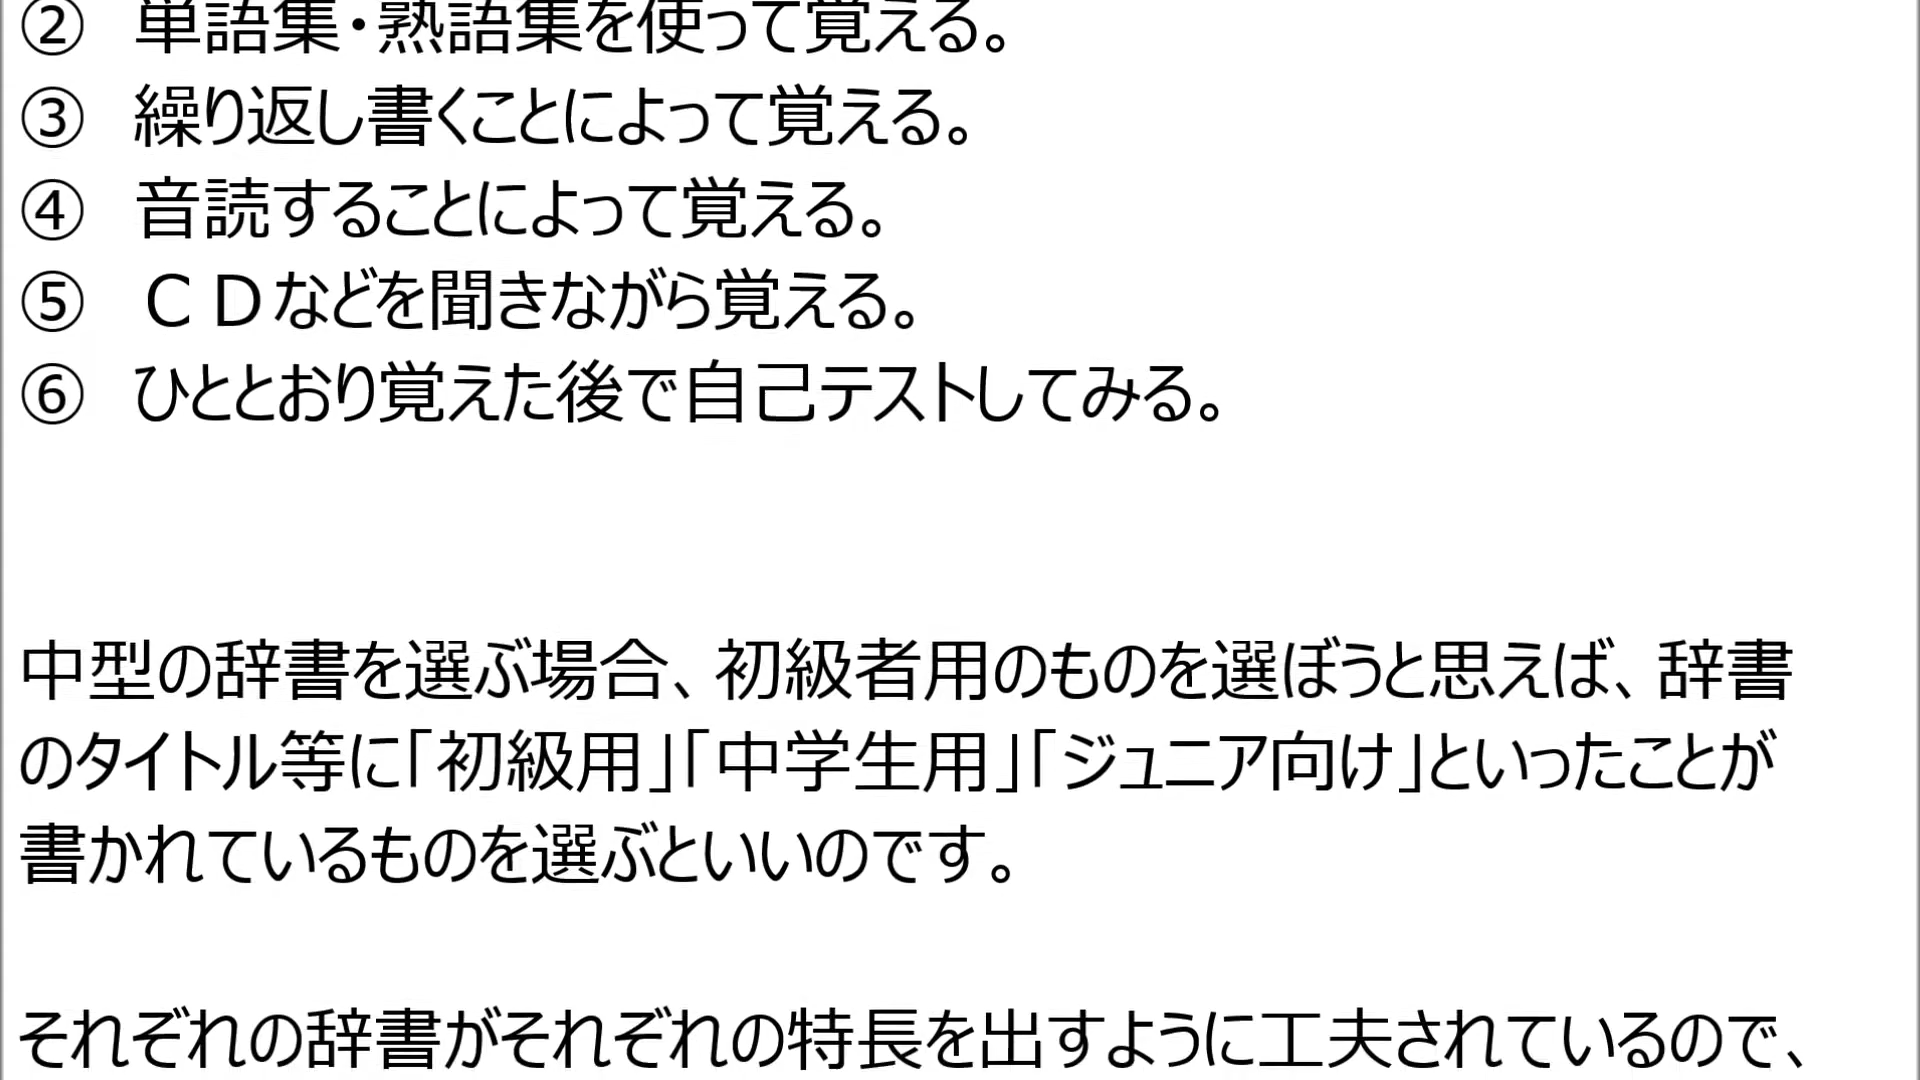 ② 単語集・熟語集を使って覚える。
③ 繰り返し書くことによって覚える。
④ 音読することによって覚える。
⑤ ＣＤなどを聞きながら覚える。
⑥ ひととおり覚えた後で自己テストしてみる。
中型の辞書を選ぶ場合、初級者用のものを選ぼうと思えば、辞書
のタイトル等に「初級用」「中学生用」「ジュニア向け」といったことが
書かれているものを選ぶといいのです。
それぞれの辞書がそれぞれの特長を出すように工夫されているので、